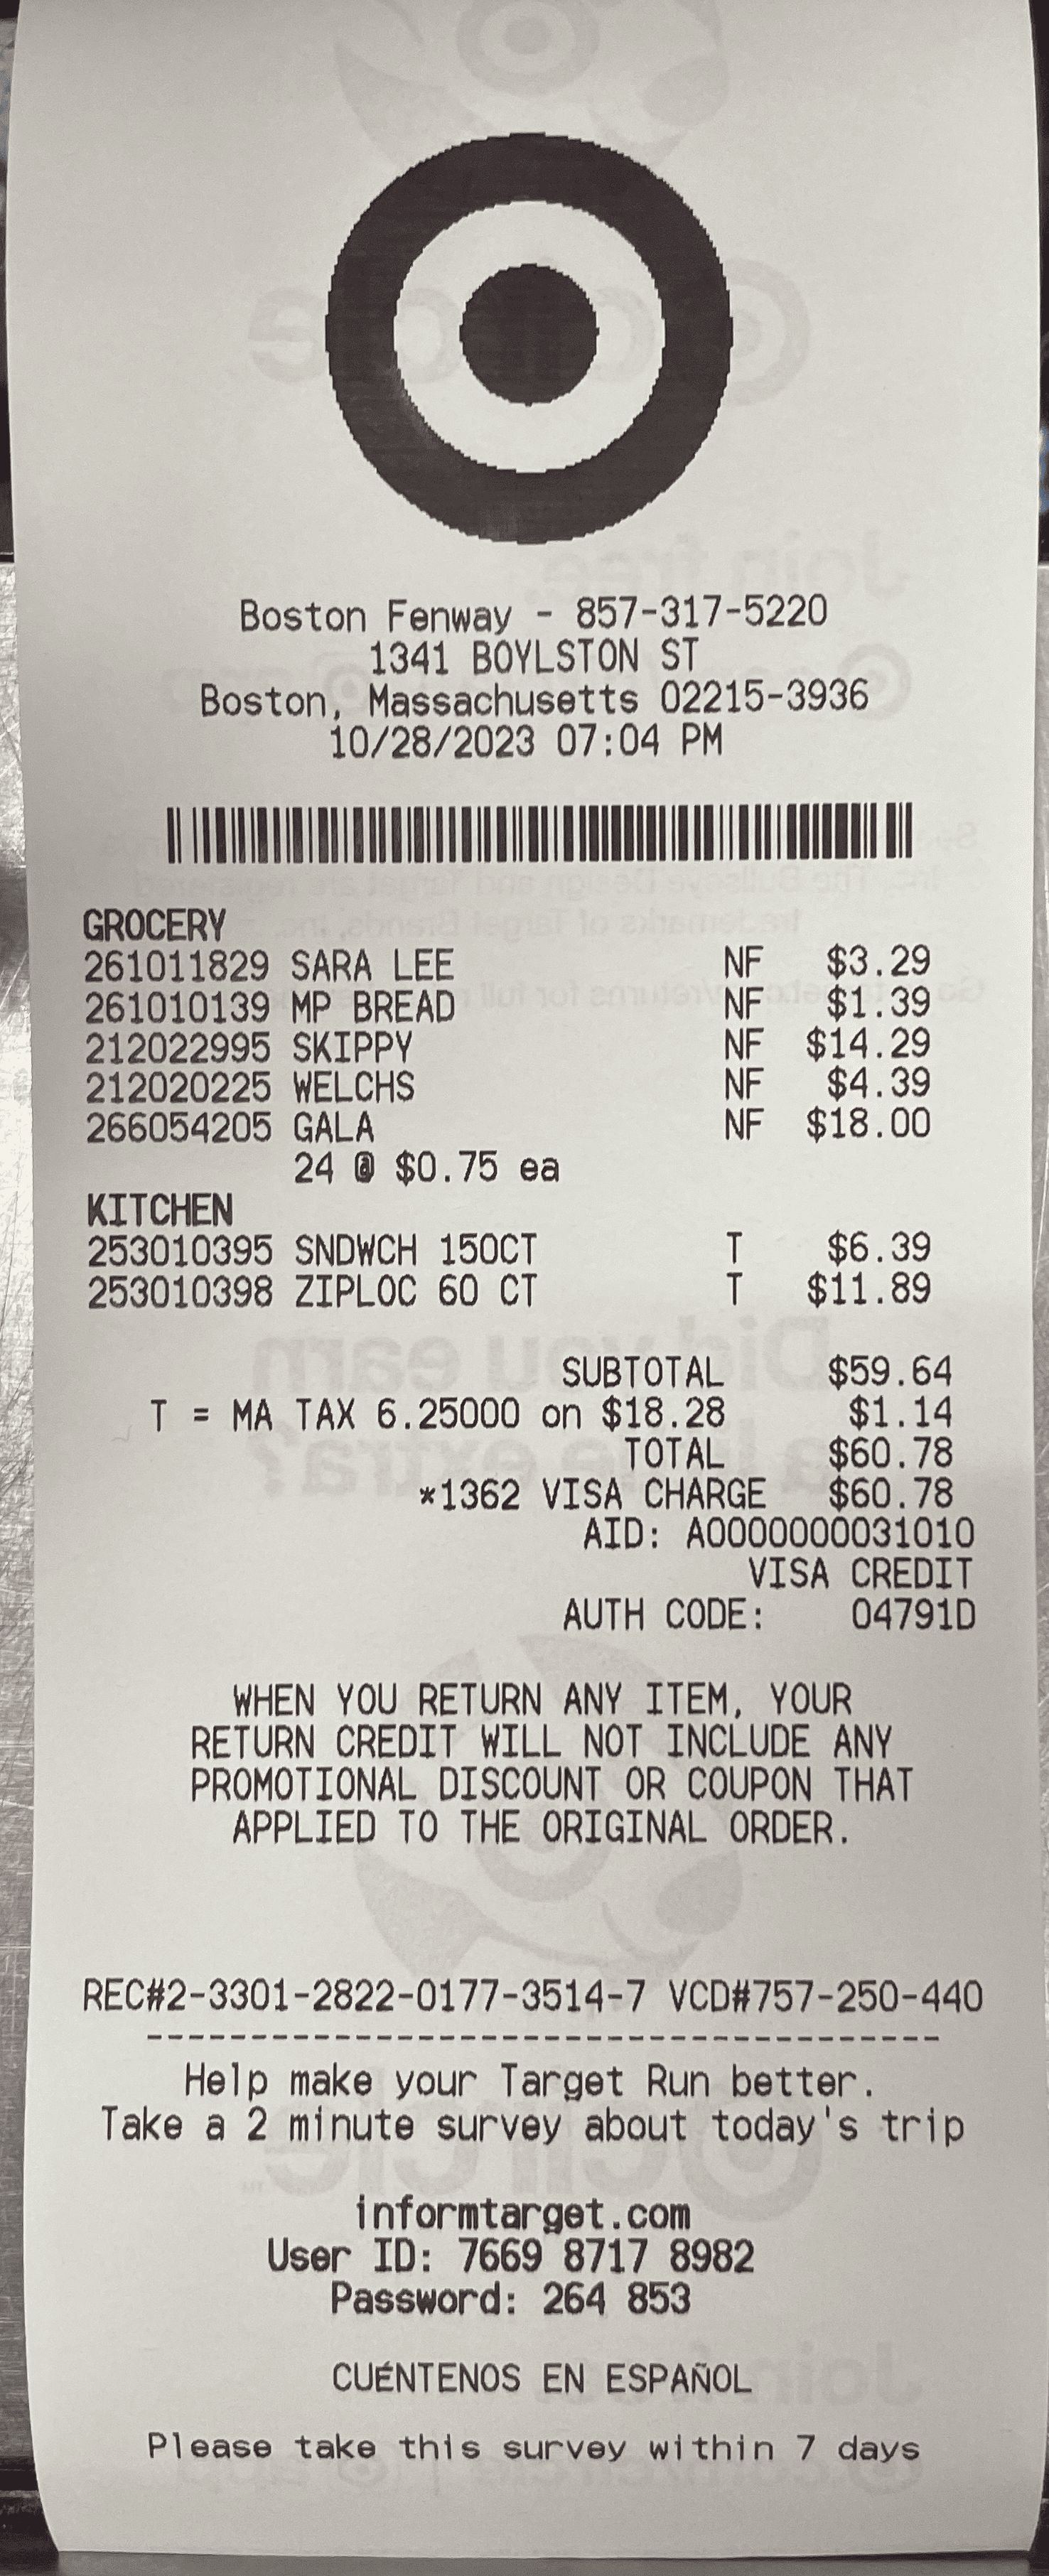 Boston Fenway - 857-317-5220
1341 BOYLSTON ST
Boston, Massachusetts 02215-3936
10/28/2023 07:04 PM
GROCERY
261011829 SARA LEE NF $3.29
261010139 MP BREAD NF $1.39
212022995 SKIPPY NF $14.29
212020225 WELCHS NF $4.39
266054205 GALA NF $18.00
24 @ $0.75 ea
KITCHEN
253010395 SNDWCH 150CT T $6.39
253010398 ZIPLOC 60 CT T $11.89
SUBTOTAL $59.64
T = MA TAX 6.25000 on $18.28 $1.14
TOTAL $60.78
*1362 VISA CHARGE $60.78
AID: A0000000031010
VISA CREDIT
AUTH CODE: 04791D
WHEN YOU RETURN ANY ITEM, YOUR
RETURN CREDIT WILL NOT INCLUDE ANY
PROMOTIONAL DISCOUNT OR COUPON THAT
APPLIED TO THE ORIGINAL ORDER.
REC#2-3301-2822-0177-3514-7 VCD#757-250-440
Help make your Target Run better.
Take a 2 minute survey about today's trip
informtarget.com
User ID: 7669 8717 8982
Password: 264 853
CUÉNTENOS EN ESPAÑOL
Please take this survey within 7 days